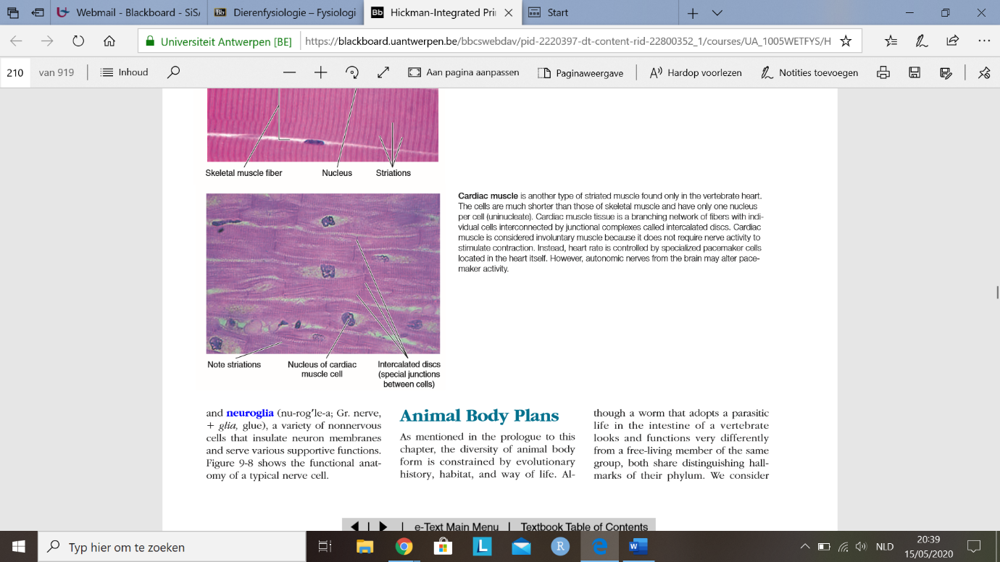 Webmail - Blackboard - SiS/
Dierenfysiologie – Fysiologi
Hickman-Integrated Pri
Start
Universiteit Antwerpen [BE]
https://blackboard.uantwerpen.be/bbcswebdav/pid-2220397-dt-content-rid-22800352_1/courses/UA_1005WETFYS/H
210 van 919
Inhoud
Aan pagina aanpassen
Paginaweergave
Hardop voorlezen
Notities toevoegen
Skeletal muscle fiber
Nucleus
Striations
Cardiac muscle is another type of striated muscle found only in the vertebrate heart.
The cells are much shorter than those of skeletal muscle and have only one nucleus
per cell (uninucleate). Cardiac muscle tissue is a branching network of fibers with indi-
vidual cells interconnected by junctional complexes called intercalated discs. Cardiac
muscle is considered involuntary muscle because it does not require nerve activity to
stimulate contraction. Instead, heart rate is controlled by specialized pacemaker cells
located in the heart itself. However, autonomic nerves from the brain may alter pace-
maker activity.
Note striations
Nucleus of cardiac
muscle cell
Intercalated discs
(special junctions
between cells)
and neuroglia (nu-rog′le-a; Gr. nerve,
+ glia, glue), a variety of nonnervous
cells that insulate neuron membranes
and serve various supportive functions.
Figure 9-8 shows the functional anat-
omy of a typical nerve cell.
Animal Body Plans
As mentioned in the prologue to this
chapter, the diversity of animal body
form is constrained by evolutionary
history, habitat, and way of life. Al-
though a worm that adopts a parasitic
life in the intestine of a vertebrate
looks and functions very differently
from a free-living member of the same
group, both share distinguishing hall-
marks of their phylum. We consider
| | e-Text Main Menu | Textbook Table of Contents
Typ hier om te zoeken
NLD
20:39
15/05/2020